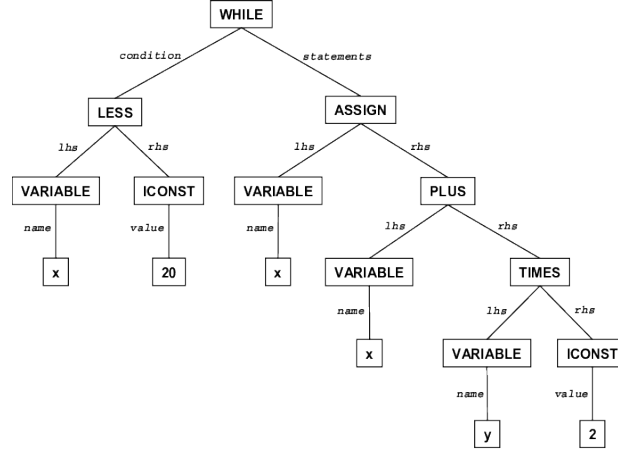 WHILE
condition statements
LESS ASSIGN
lhs rhs lhs rhs
VARIABLE ICONST VARIABLE PLUS
name value name lhs rhs
x 20 x VARIABLE TIMES
name lhs rhs
x VARIABLE ICONST
name value
y 2